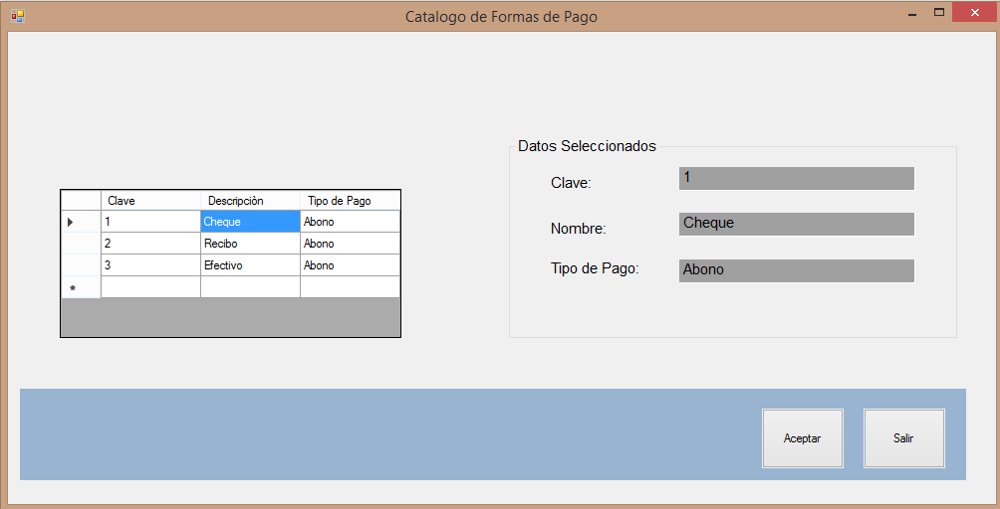 Catalogo de Formas de Pago
Datos Seleccionados
Clave: 1
Nombre: Cheque
Tipo de Pago: Abono
Clave Descripciòn Tipo de Pago
1 Cheque Abono
2 Recibo Abono
3 Efectivo Abono
Aceptar Salir